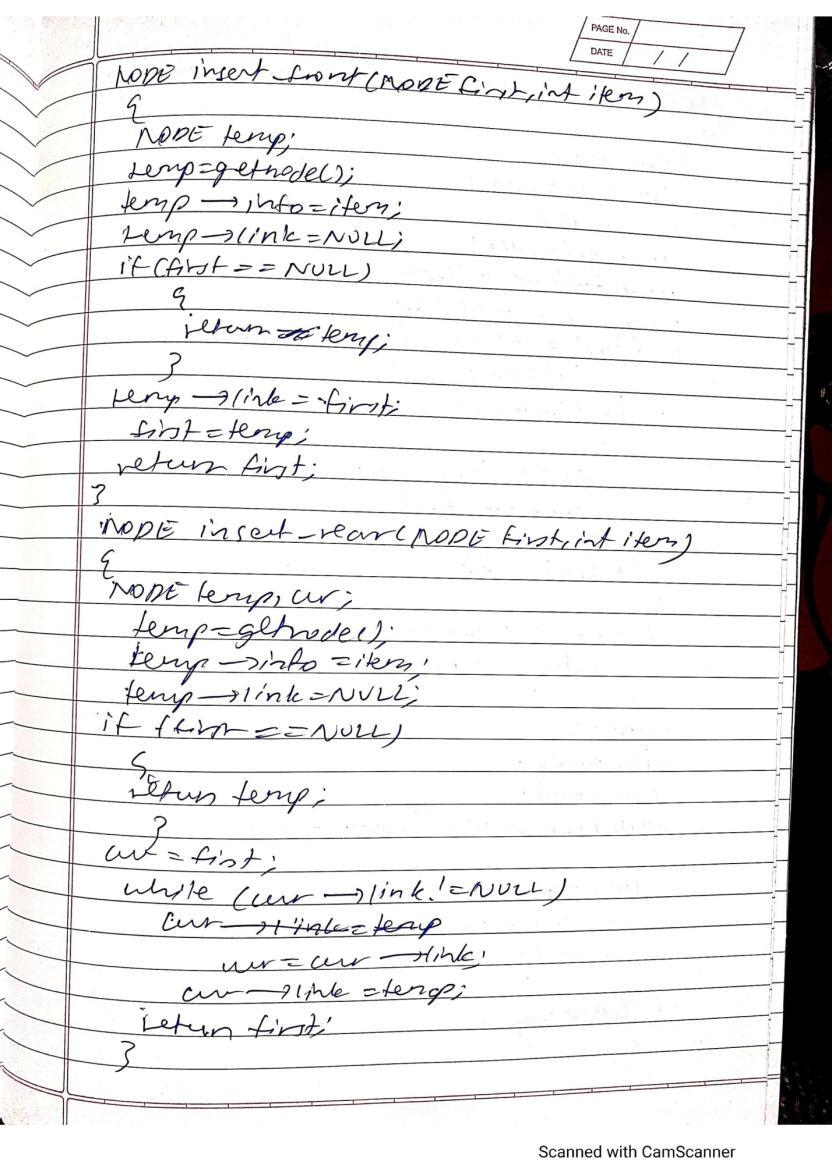 PAGE No.
DATE / /
NODE insert_front(NODE first,int item)
{
NODE temp;
temp=getnode();
temp →info=item;
temp→link=NULL;
if(first==NULL)
{
return temp;
}
temp →link=first;
first=temp;
return first;
}
NODE insert_rear(NODE first,int item)
{
NODE temp, cur;
temp=getnode();
temp →info=item;
temp→link=NULL;
if (first==NULL)
{
return temp;
}
cur=first;
while (curr →link!=NULL)
cur →link=temp
cur=cur →link;
cur →link=temp;
return first;
}
Scanned with CamScanner